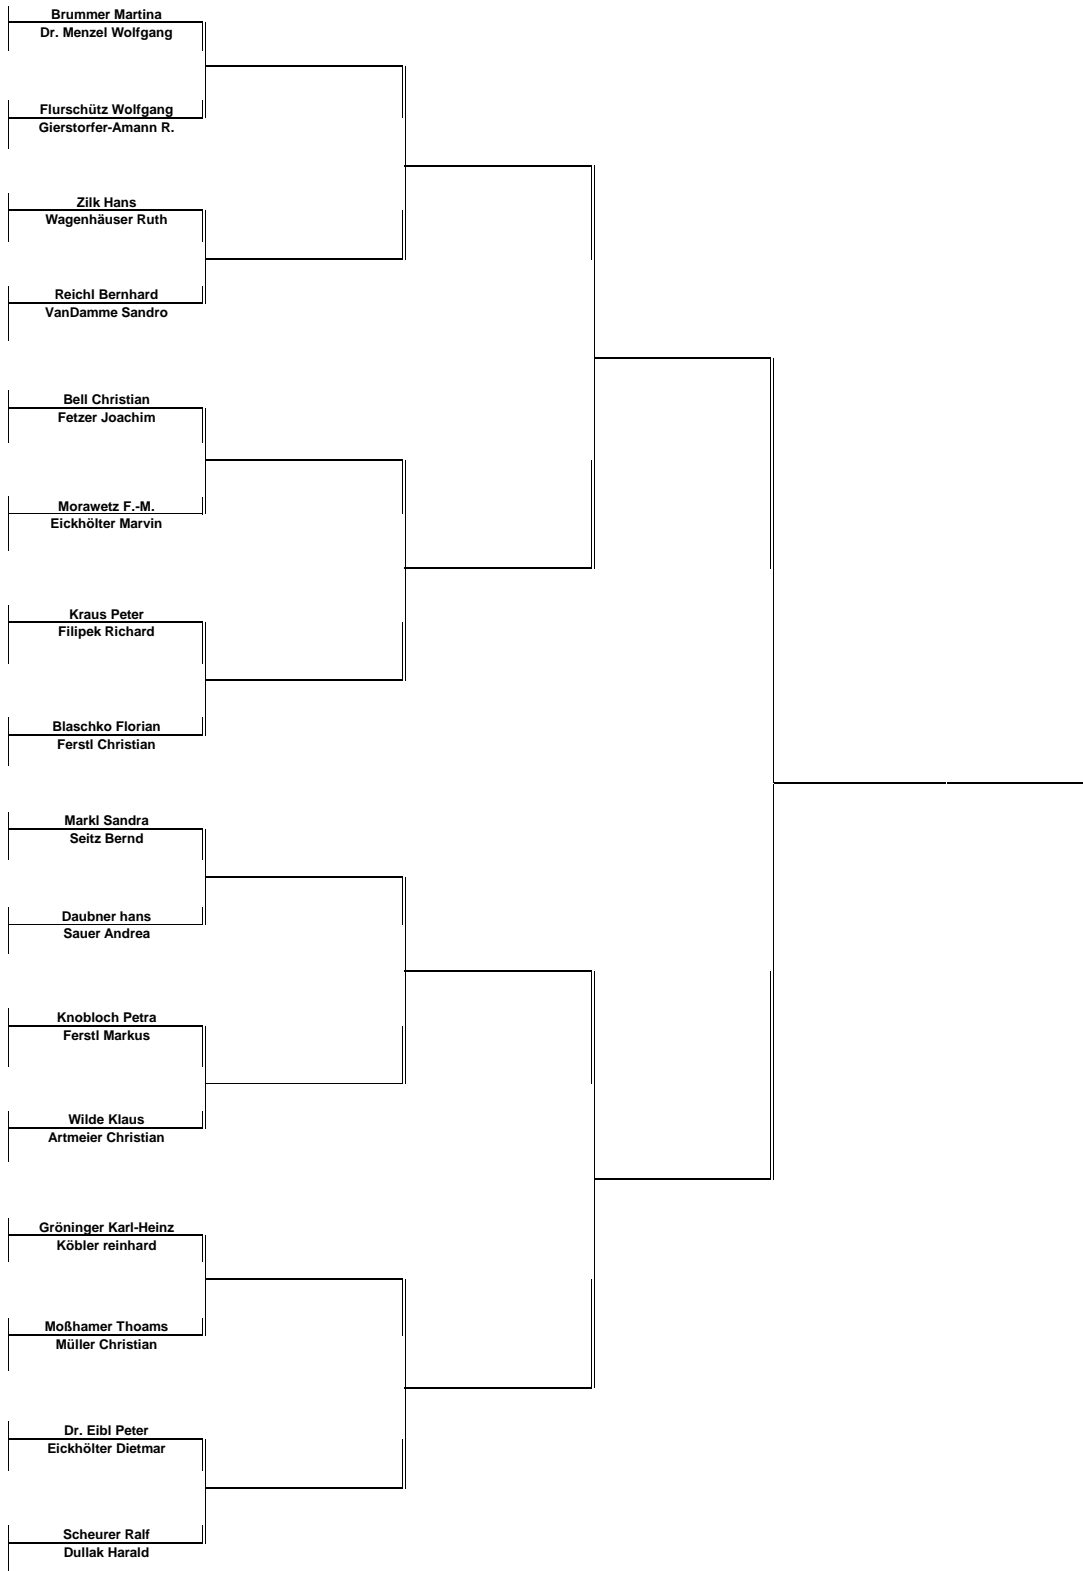 Brummer Martina
Dr. Menzel Wolfgang
Flurschütz Wolfgang
Gierstorfer-Amann R.
Zilk Hans
Wagenhäuser Ruth
Reichl Bernhard
VanDamme Sandro
Bell Christian
Fetzer Joachim
Morawetz F.-M.
Eickhölter Marvin
Kraus Peter
Filipek Richard
Blaschko Florian
Ferstl Christian
Markl Sandra
Seitz Bernd
Daubner hans
Sauer Andrea
Knobloch Petra
Ferstl Markus
Wilde Klaus
Artmeier Christian
Gröninger Karl-Heinz
Köbler reinhard
Moßhamer Thoams
Müller Christian
Dr. Eibl Peter
Eickhölter Dietmar
Scheurer Ralf
Dullak Harald